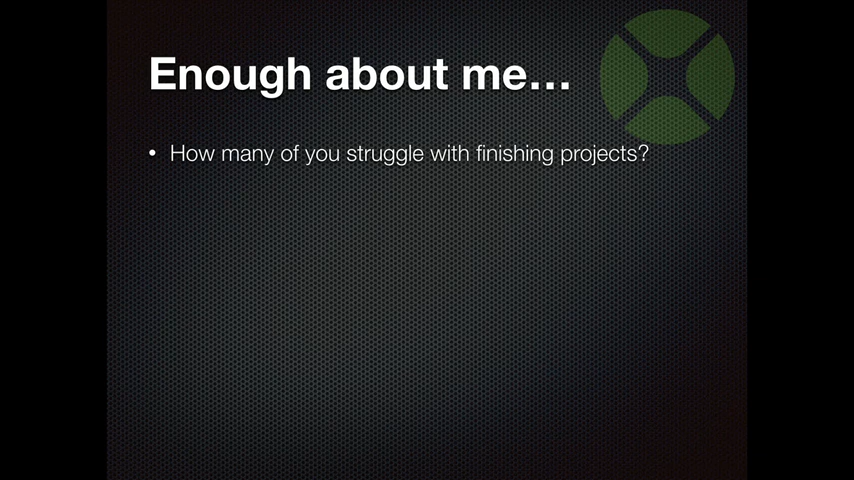 Enough about me…
• How many of you struggle with finishing projects?